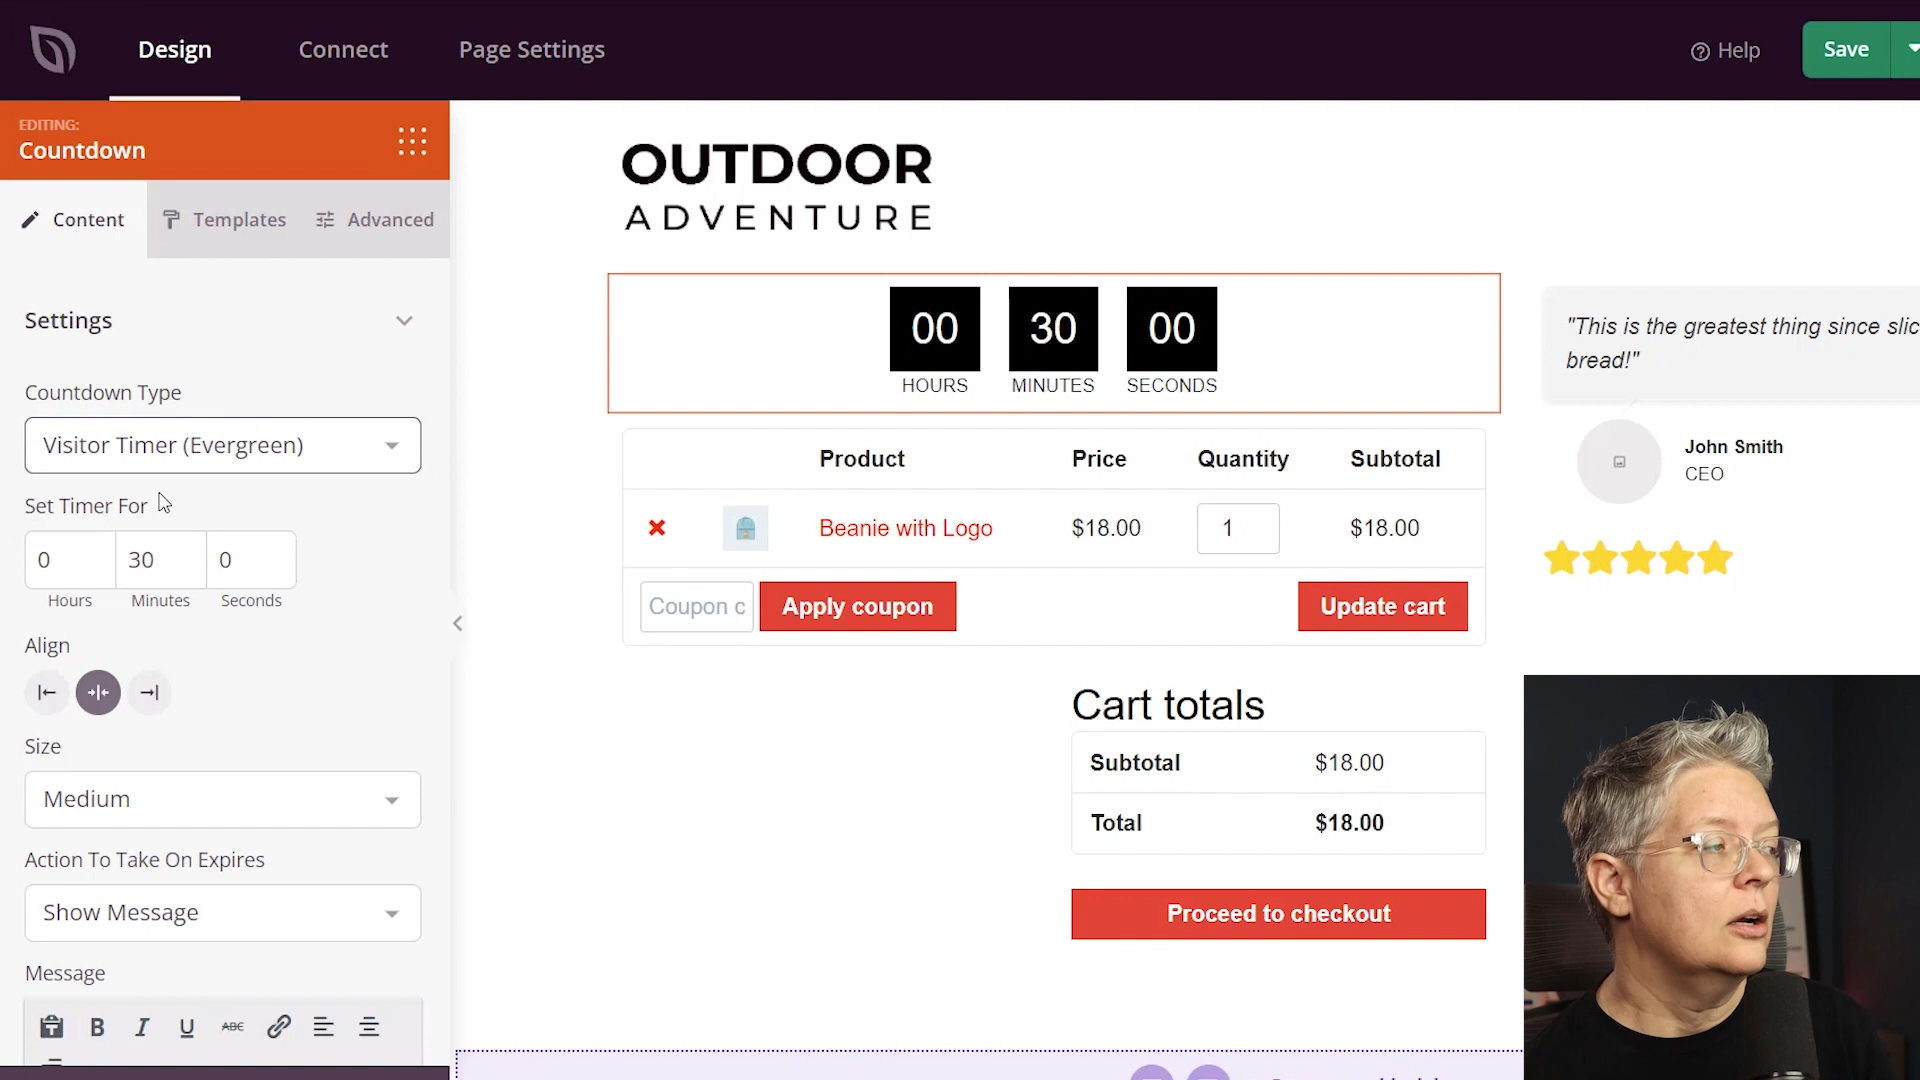 Design
Connect
Page Settings
Help
Save
EDITING:
Countdown
Content
Templates
Advanced
Settings
Countdown Type
Visitor Timer (Evergreen)
Set Timer For
0 30 0
Hours Minutes Seconds
Align
Size
Medium
Action To Take On Expires
Show Message
Message
B I U ABC
OUTDOOR
ADVENTURE
00 30 00
HOURS MINUTES SECONDS
Product Price Quantity Subtotal
Beanie with Logo $18.00 1 $18.00
Coupon c
Apply coupon
Update cart
Cart totals
Subtotal $18.00
Total $18.00
Proceed to checkout
"This is the greatest thing since slic
bread!"
John Smith
CEO